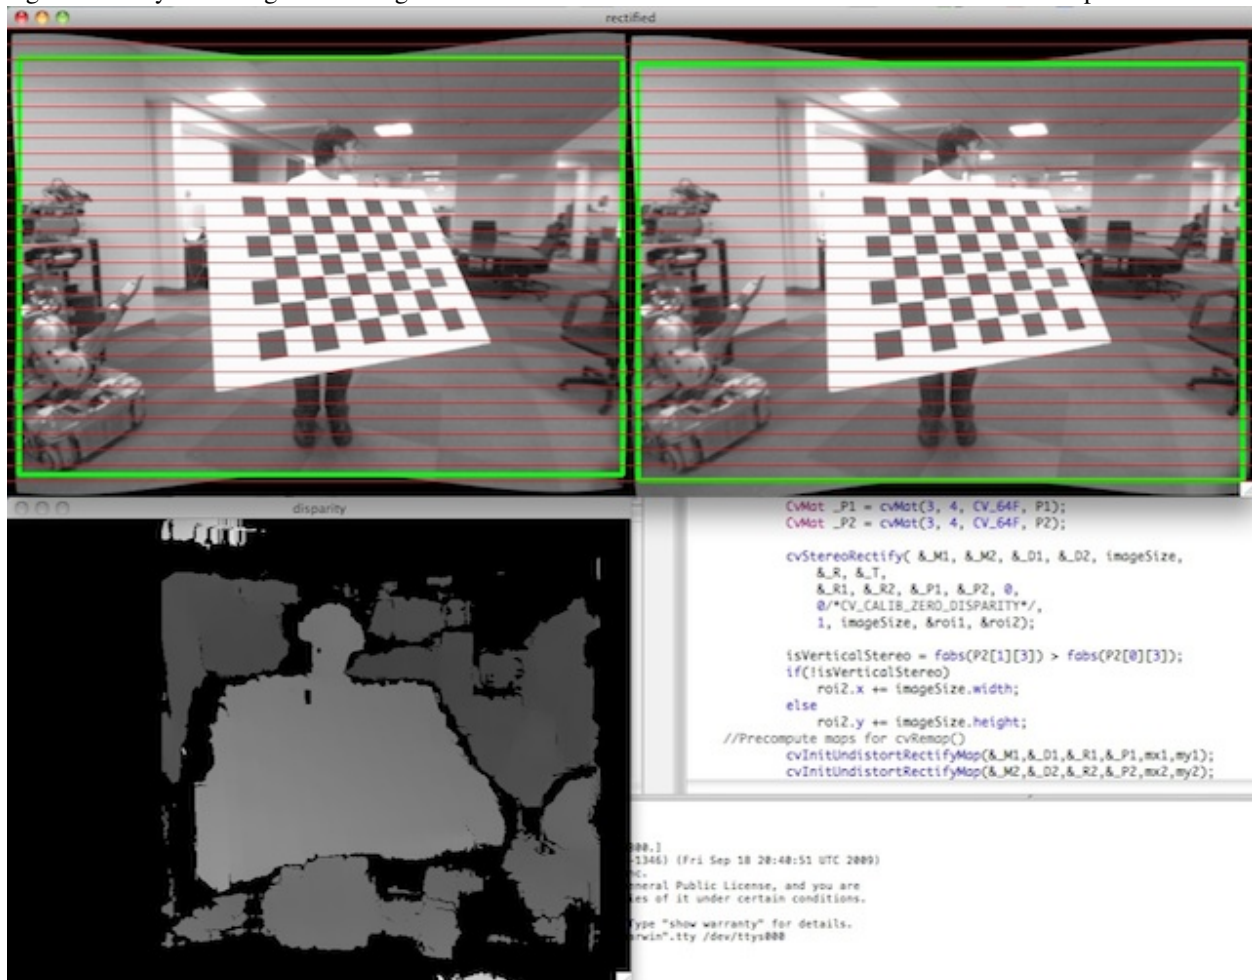 rectified
disparity
CvMat _P1 = cvMat(3, 4, CV_64F, P1);
CvMat _P2 = cvMat(3, 4, CV_64F, P2);
cvStereoRectify( &_M1, &_M2, &_D1, &_D2, imageSize,
&_R, &_T,
&_R1, &_R2, &_P1, &_P2, 0,
0/*CV_CALIB_ZERO_DISPARITY*/,
1, imageSize, &roi1, &roi2);
isVerticalStereo = fabs(P2[1][3]) > fabs(P2[0][3]);
if(!isVerticalStereo)
roi2.x += imageSize.width;
else
roi2.y += imageSize.height;
//Precompute maps for cvRemap()
cvInitUndistortRectifyMap(&_M1,&_D1,&_R1,&_P1,mx1,my1);
cvInitUndistortRectifyMap(&_M2,&_D2,&_R2,&_P2,mx2,my2);
-1346) (Fri Sep 18 20:40:51 UTC 2009)
General Public License, and you are
of it under certain conditions.
Type "show warranty" for details.
arwin".tty /dev/ttys000